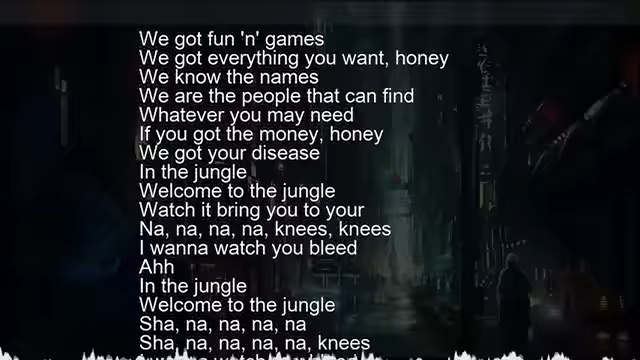 We got fun 'n' games
We got everything you want, honey
We know the names
We are the people that can find
Whatever you may need
If you got the money, honey
We got your disease
In the jungle
Welcome to the jungle
Watch it bring you to your
Na, na, na, na, knees, knees
I wanna watch you bleed
Ahh
In the jungle
Welcome to the jungle
Sha, na, na, na, na
Sha, na, na, na, na, knees